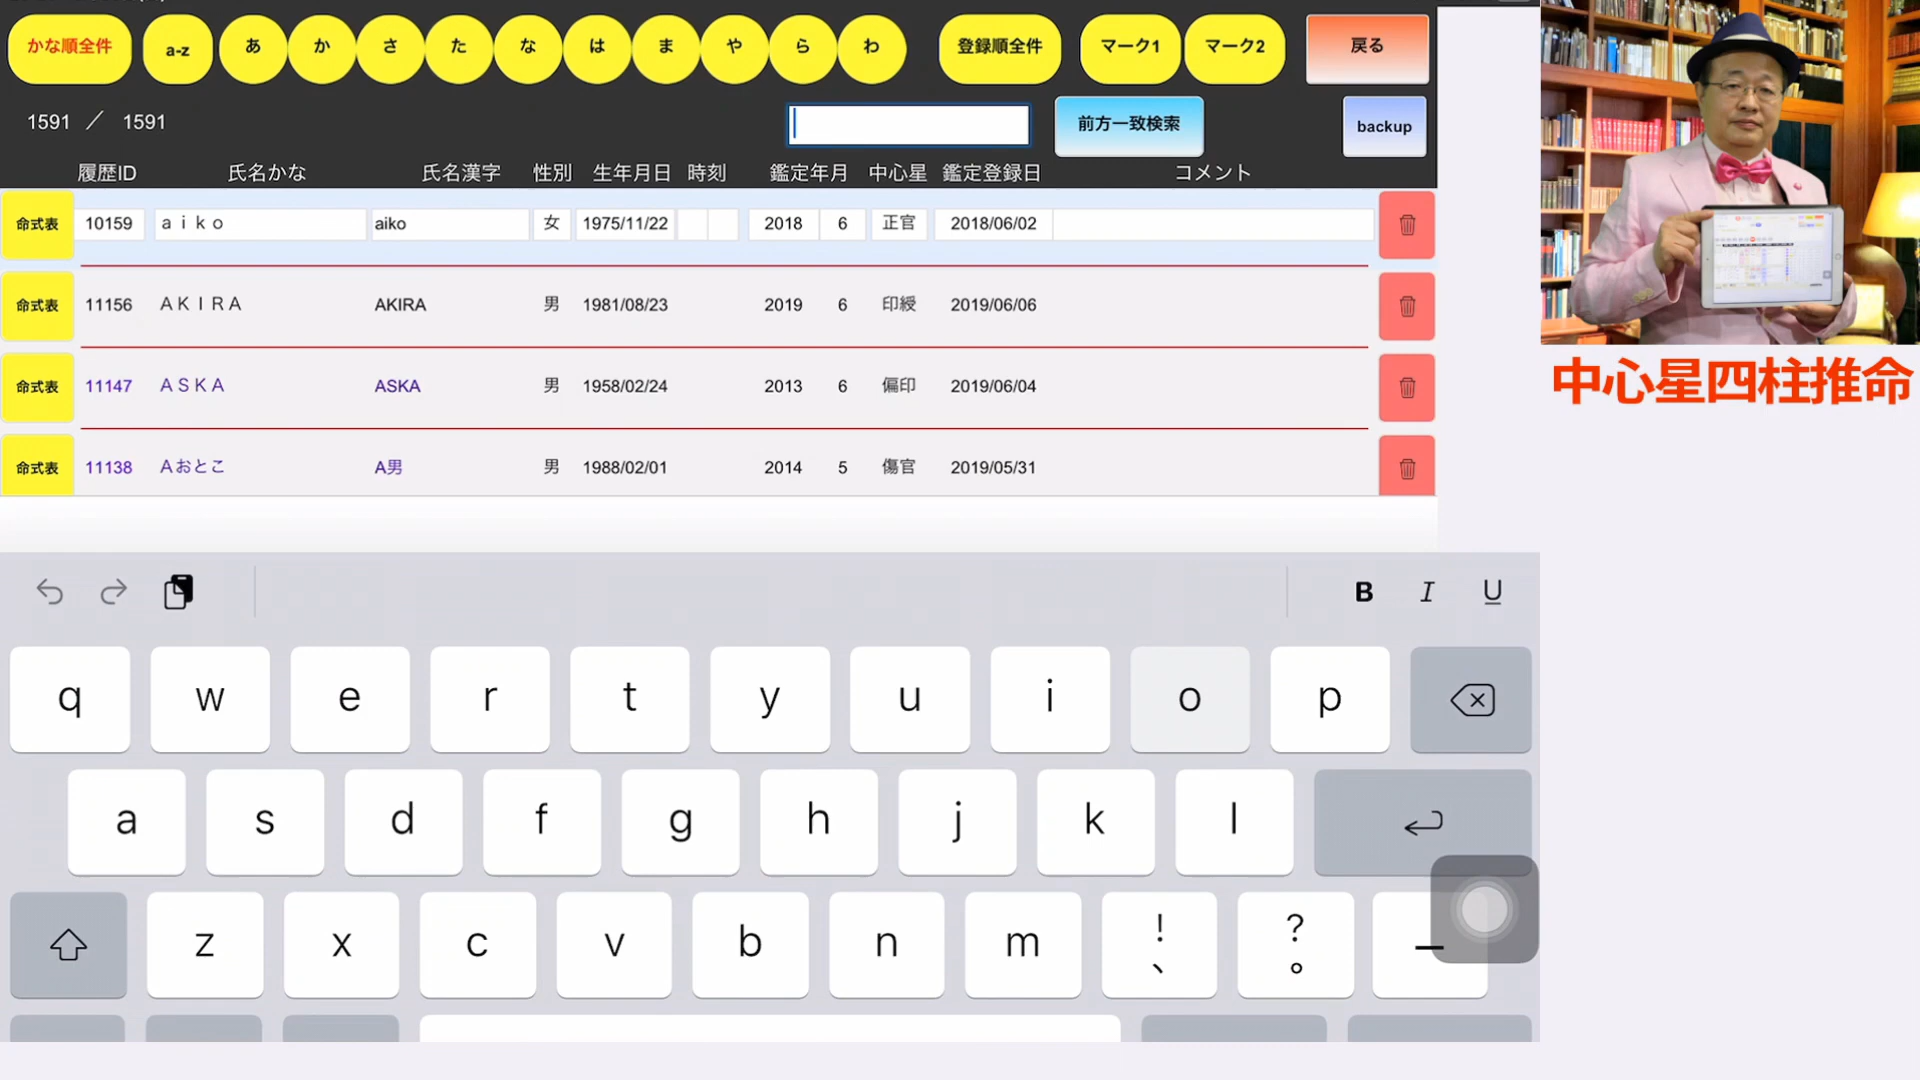 かな順全件 a-z あ か さ た な は ま や ら わ 登録順全件 マーク1 マーク2 戻る
1591 ／ 1591 前方一致検索 backup
履歴ID 氏名かな 氏名漢字 性別 生年月日 時刻 鑑定年月 中心星 鑑定登録日 コメント
命式表 10159 ａｉｋｏ aiko 女 1975/11/22 2018 6 正官 2018/06/02
命式表 11156 ＡＫＩＲＡ AKIRA 男 1981/08/23 2019 6 印綬 2019/06/06
命式表 11147 ＡＳＫＡ ASKA 男 1958/02/24 2013 6 偏印 2019/06/04
命式表 11138 Ａおとこ A男 男 1988/02/01 2014 5 傷官 2019/05/31
中心星四柱推命
B I U
q w e r t y u i o p
a s d f g h j k l
z x c v b n m ! 、 ? 。 ー